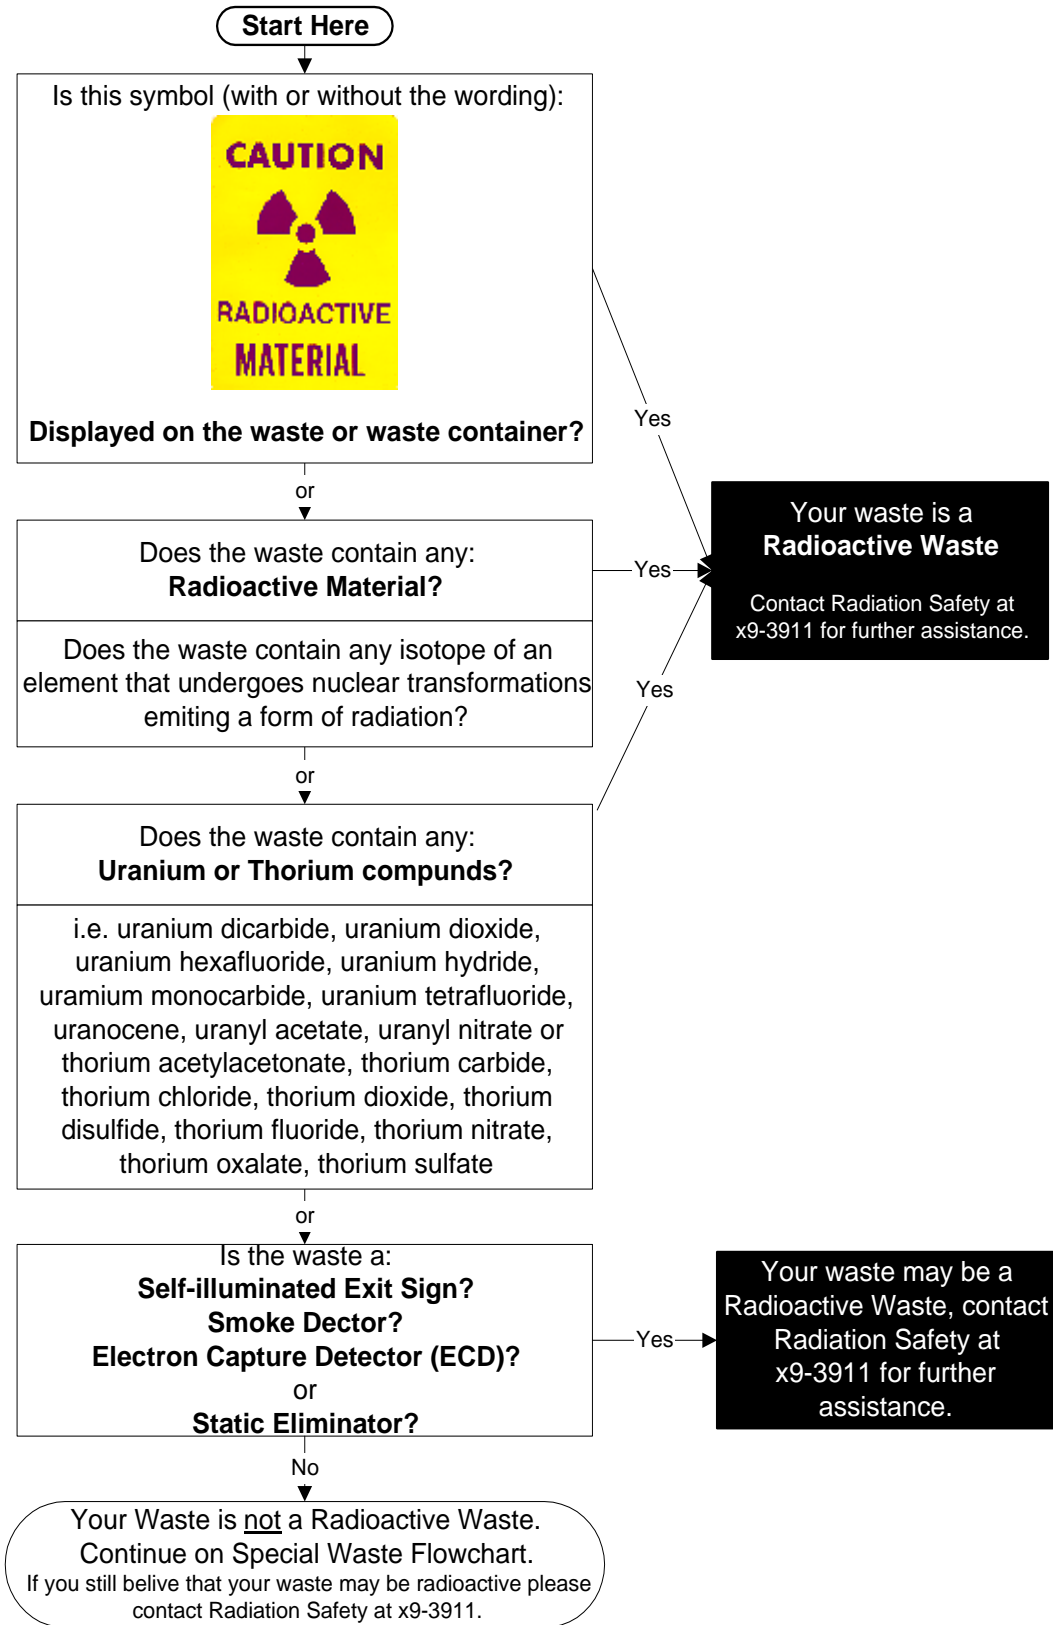 Start Here
Is this symbol (with or without the wording):
CAUTION
RADIOACTIVE
MATERIAL
Displayed on the waste or waste container?
Yes
or
Does the waste contain any:
Radioactive Material?
Yes
Your waste is a
Radioactive Waste
Contact Radiation Safety at
x9-3911 for further assistance.
Does the waste contain any isotope of an
element that undergoes nuclear transformations
emiting a form of radiation?
Yes
or
Does the waste contain any:
Uranium or Thorium compunds?
i.e. uranium dicarbide, uranium dioxide,
uranium hexafluoride, uranium hydride,
uramium monocarbide, uranium tetrafluoride,
uranocene, uranyl acetate, uranyl nitrate or
thorium acetylacetonate, thorium carbide,
thorium chloride, thorium dioxide, thorium
disulfide, thorium fluoride, thorium nitrate,
thorium oxalate, thorium sulfate
or
Is the waste a:
Self-illuminated Exit Sign?
Smoke Dector?
Electron Capture Detector (ECD)?
or
Static Eliminator?
Yes
Your waste may be a
Radioactive Waste, contact
Radiation Safety at
x9-3911 for further
assistance.
No
Your Waste is not a Radioactive Waste.
Continue on Special Waste Flowchart.
If you still belive that your waste may be radioactive please
contact Radiation Safety at x9-3911.